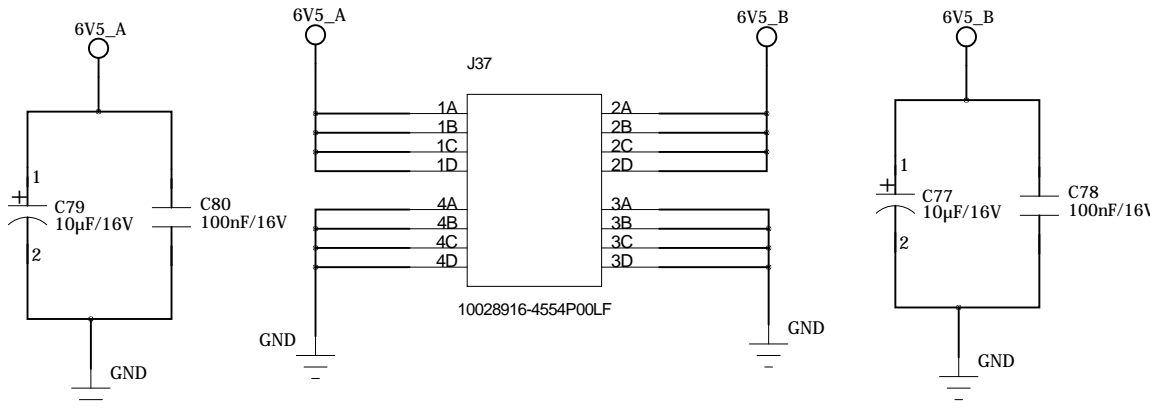 6V5_A
1
+
C79
10µF/16V
2
C80
100nF/16V
GND
6V5_A
6V5_B
J37
1A
1B
1C
1D
2A
2B
2C
2D
4A
4B
4C
4D
3A
3B
3C
3D
10028916-4554P00LF
GND
GND
6V5_B
1
+
C77
10µF/16V
2
C78
100nF/16V
GND